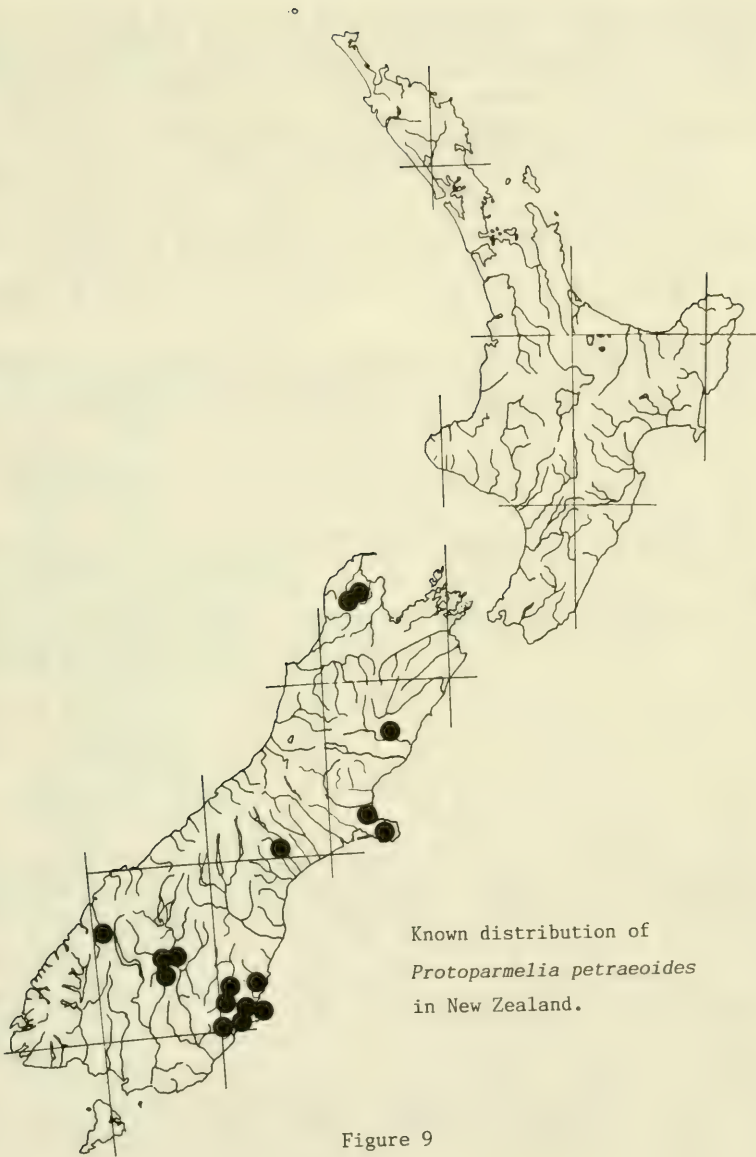 Known distribution of
Protoparmelia petraeoides
in New Zealand.
Figure 9